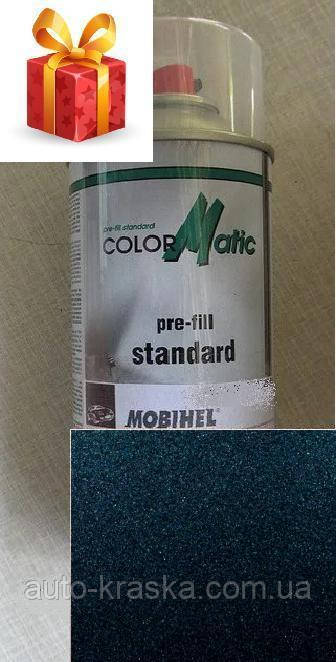 pre-fill standard
COLOR Matic
pre-fill
standard
MOBIHEL
auto-kraska.com.ua